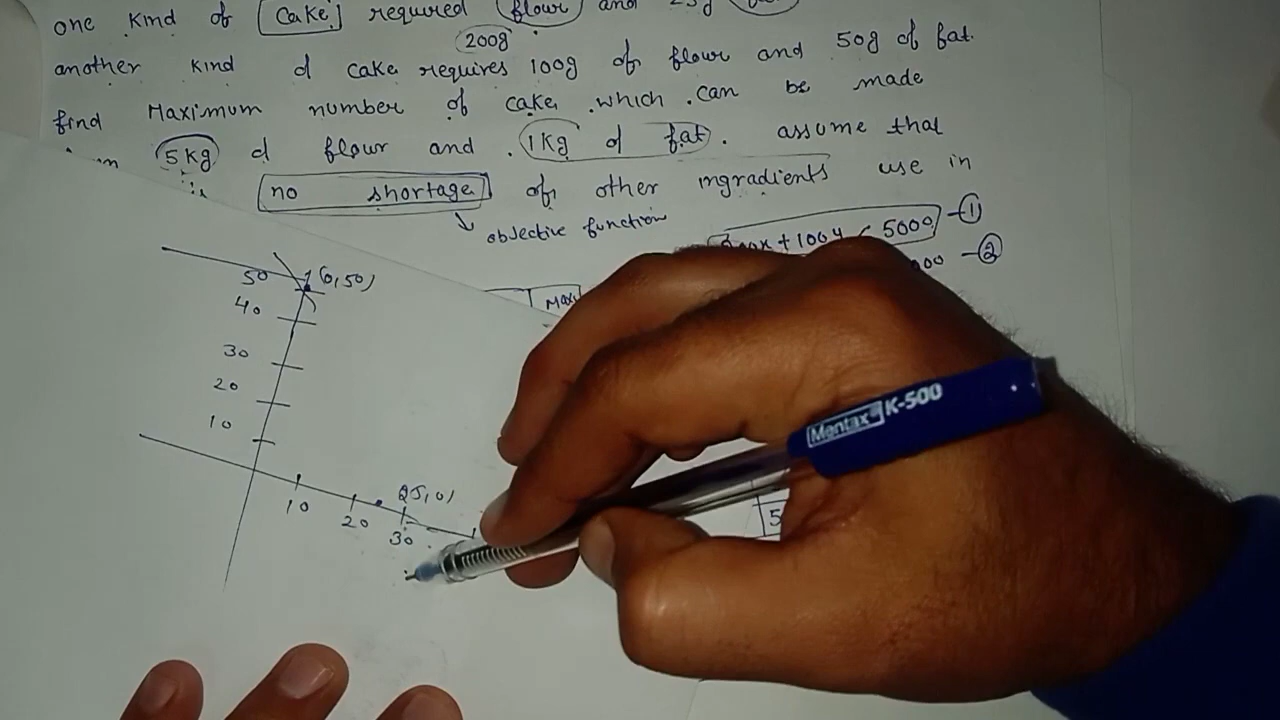 one kind of cake required flour and 25g
200g
another kind of cake requires 100g of flour and 50g of fat.
find Maximum number of cake which can be made
5kg of flour and 1kg of fat. assume that
no shortage of other ingradients use in
objective function
+100y < 5000 -①
-②
50 (0,50)
40
30
20
10
10 20 30
25,0)
Mentax K-500
5